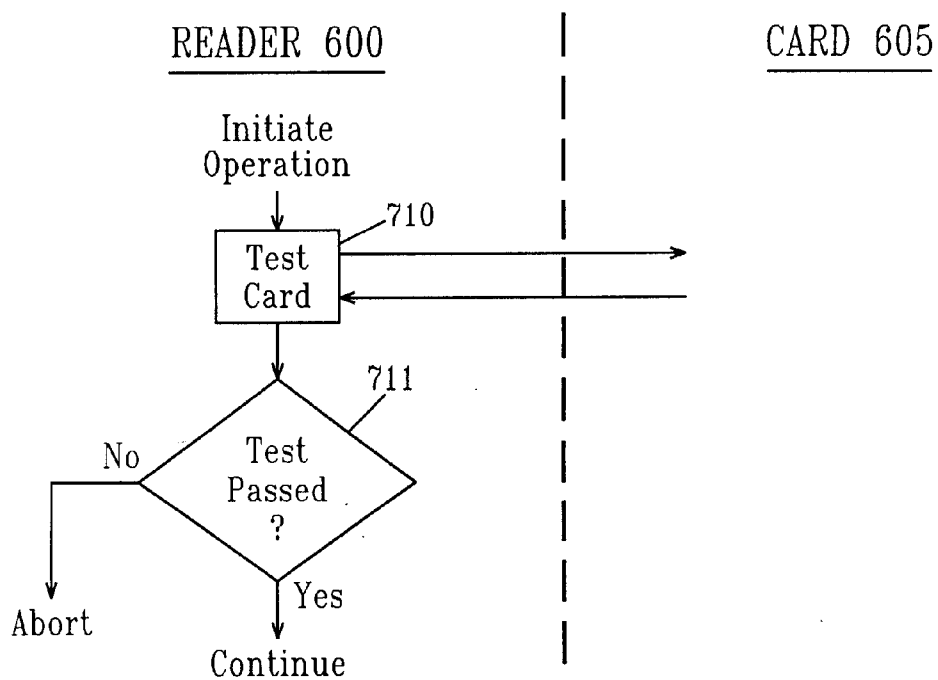 READER 600
CARD 605
Initiate
Operation
710
Test
Card
711
No
Test
Passed
?
Yes
Abort
Continue